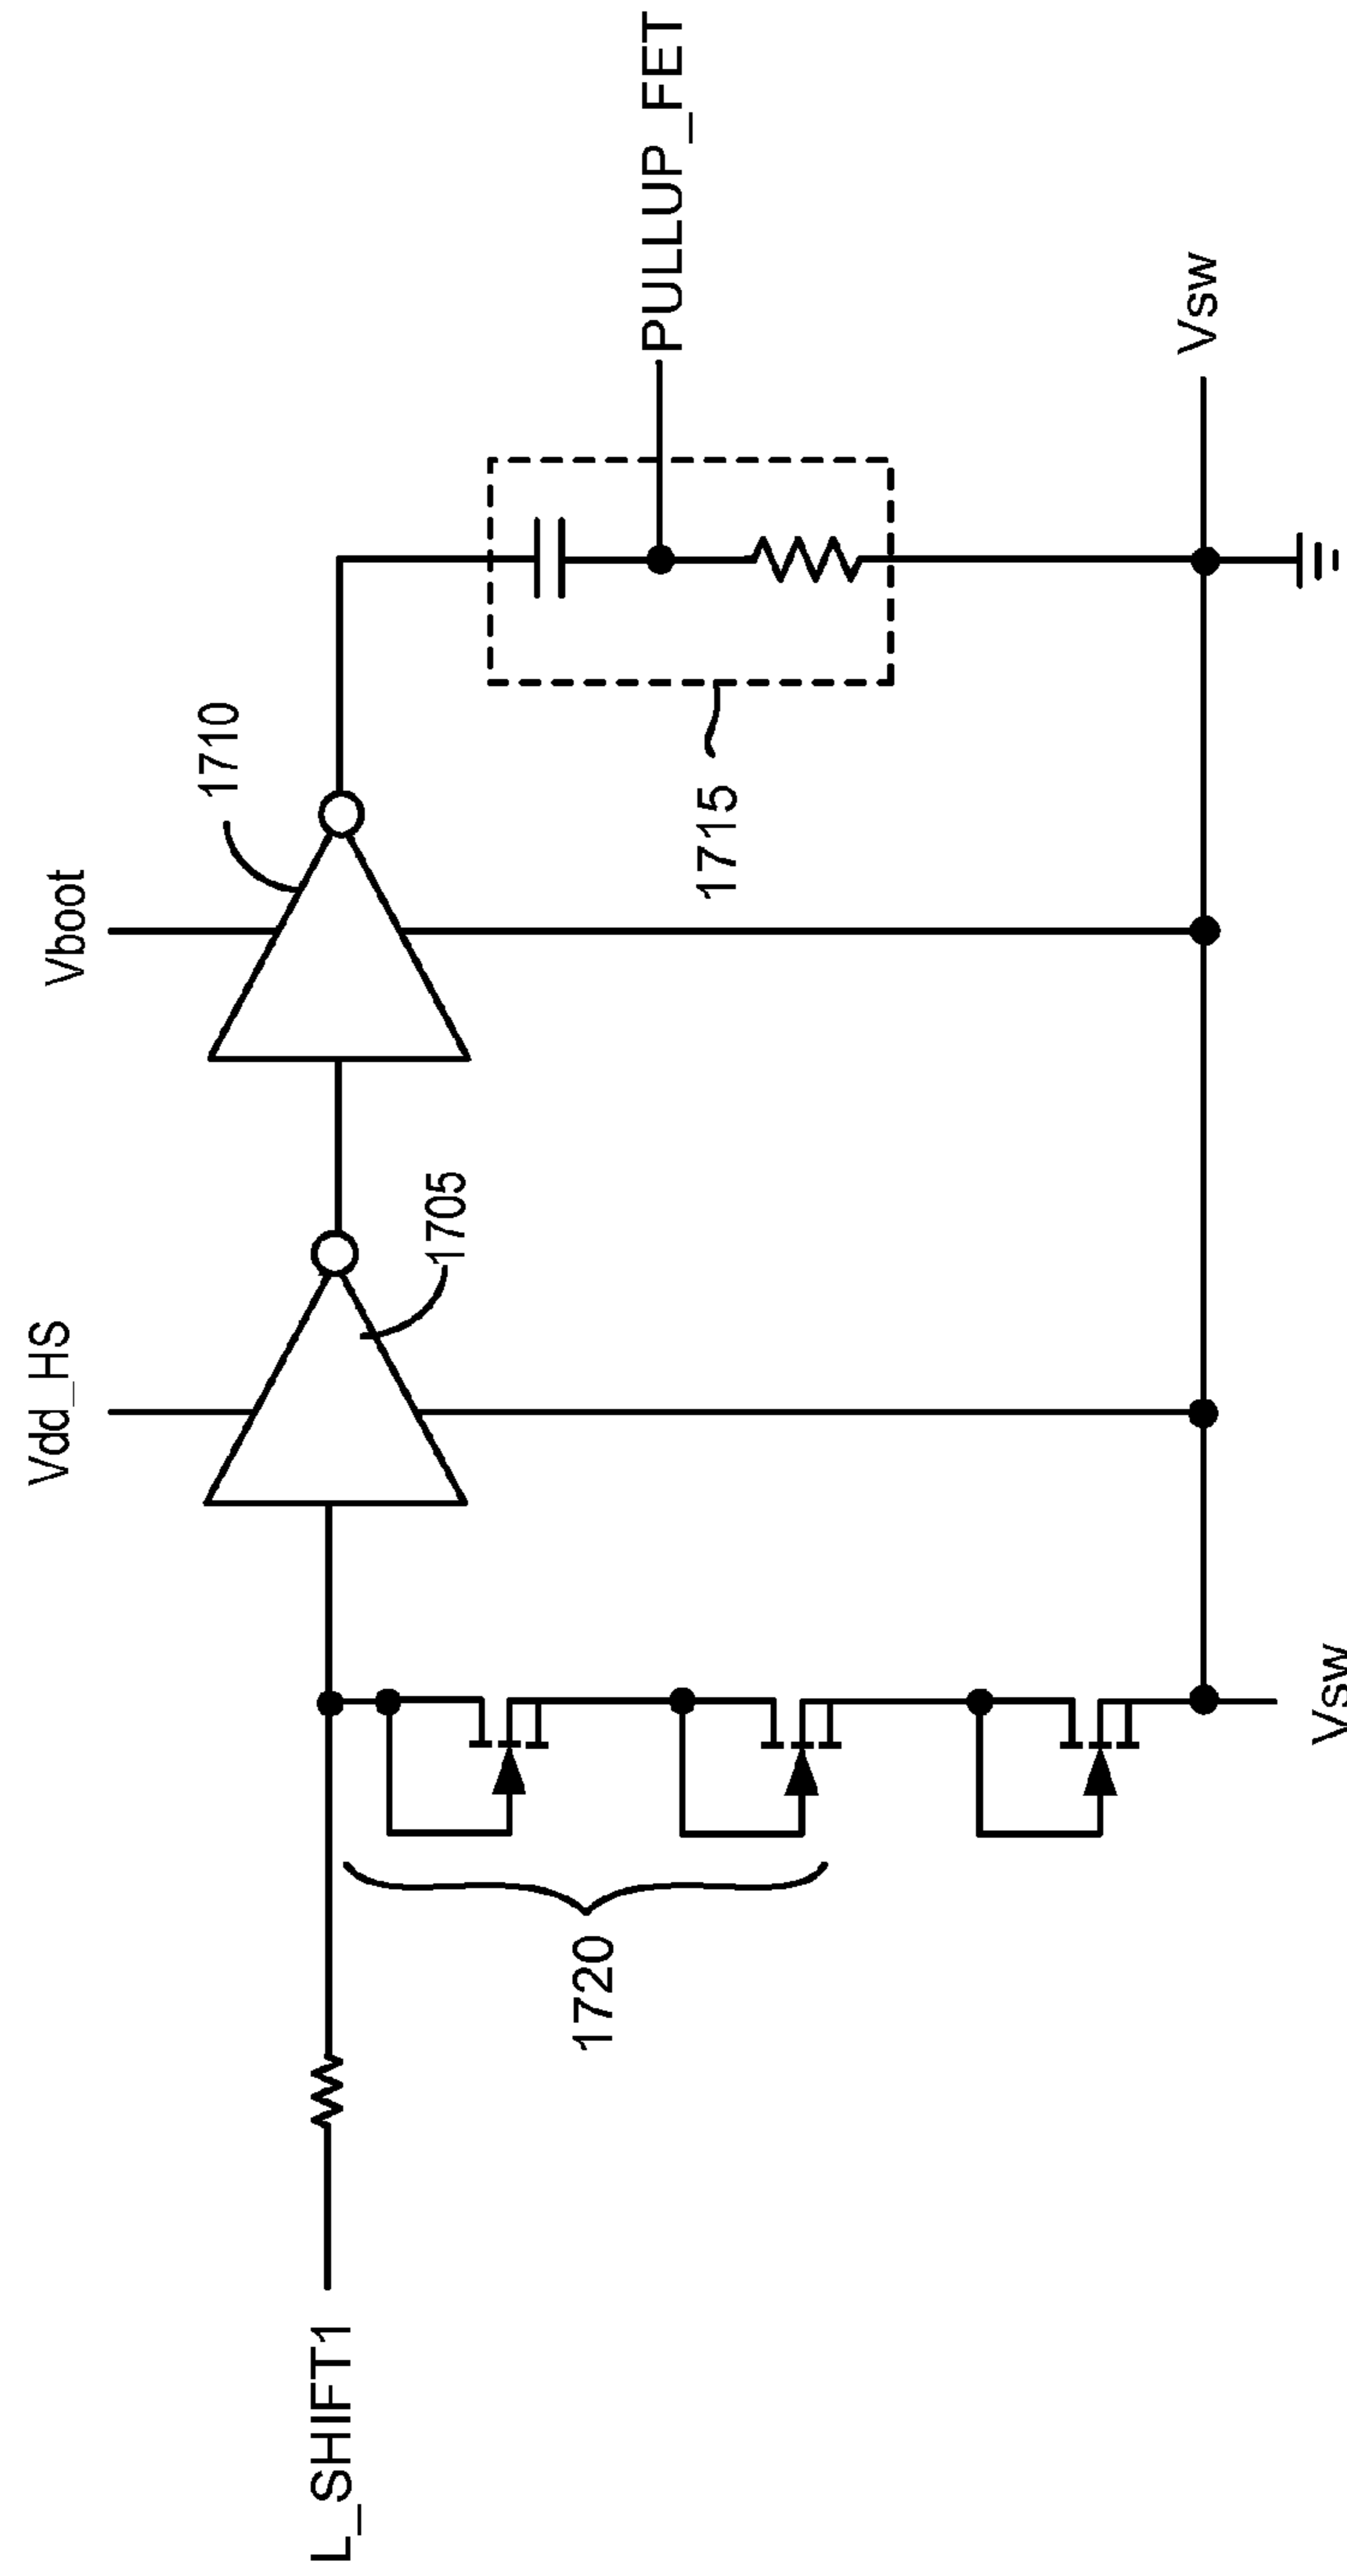 Vdd_HS
Vboot
1710
1705
PULLUP_FET
1715
L_SHIFT1
1720
Vsw
Vsw